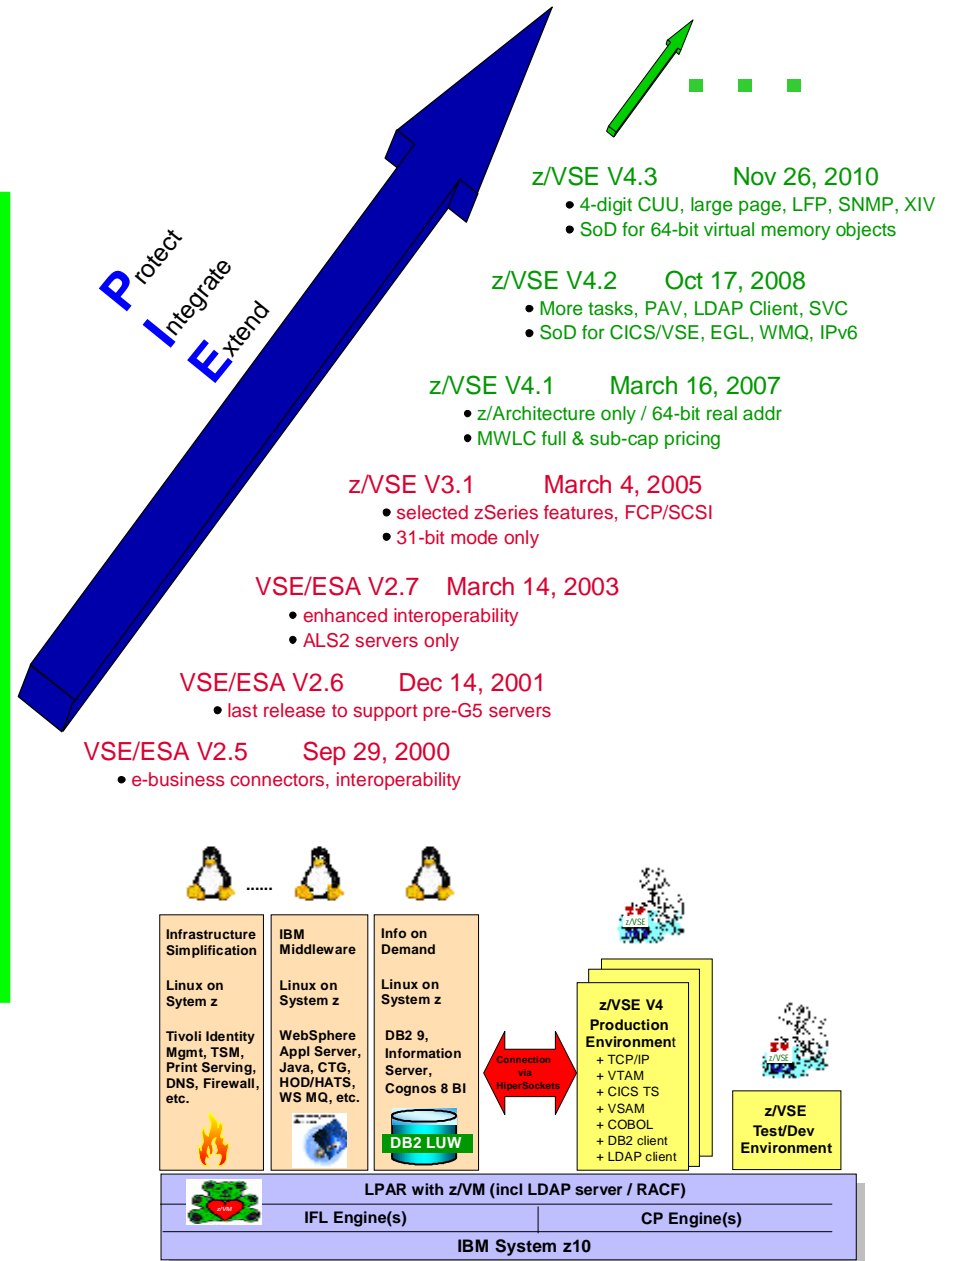 z/VSE V4.3 Nov 26, 2010
• 4-digit CUU, large page, LFP, SNMP, XIV
• SoD for 64-bit virtual memory objects
Protect
Integrate
Extend
z/VSE V4.2 Oct 17, 2008
• More tasks, PAV, LDAP Client, SVC
• SoD for CICS/VSE, EGL, WMQ, IPv6
z/VSE V4.1 March 16, 2007
• z/Architecture only / 64-bit real addr
• MWLC full & sub-cap pricing
z/VSE V3.1 March 4, 2005
• selected zSeries features, FCP/SCSI
• 31-bit mode only
VSE/ESA V2.7 March 14, 2003
• enhanced interoperability
• ALS2 servers only
VSE/ESA V2.6 Dec 14, 2001
• last release to support pre-G5 servers
VSE/ESA V2.5 Sep 29, 2000
• e-business connectors, interoperability
......
Infrastructure
Simplification
Linux on
Sytem z
Tivoli Identity
Mgmt, TSM,
Print Serving,
DNS, Firewall,
etc.
IBM
Middleware
Linux on
System z
WebSphere
Appl Server,
Java, CTG,
HOD/HATS,
WS MQ, etc.
Info on
Demand
Linux on
System z
DB2 9,
Information
Server,
Cognos 8 BI
DB2 LUW
Connection
via
HiperSockets
z/VSE
z/VSE V4
Production
Environment
+ TCP/IP
+ VTAM
+ CICS TS
+ VSAM
+ COBOL
+ DB2 client
+ LDAP client
z/VSE
z/VSE
Test/Dev
Environment
z/VM
LPAR with z/VM (incl LDAP server / RACF)
IFL Engine(s) CP Engine(s)
IBM System z10